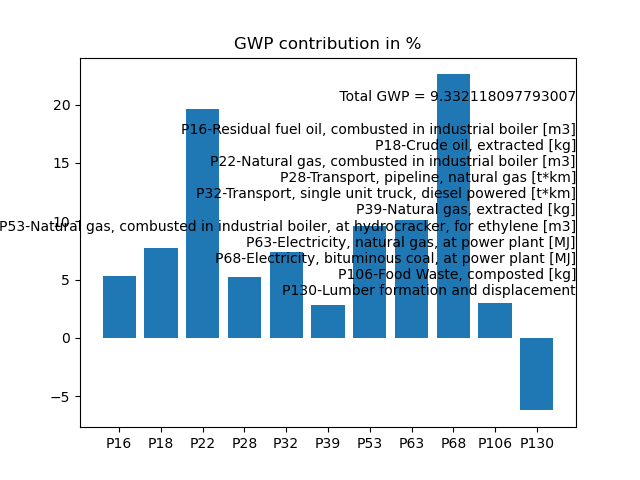 GWP contribution in %
Total GWP = 9.332118097793007
P16-Residual fuel oil, combusted in industrial boiler [m3]
P18-Crude oil, extracted [kg]
P22-Natural gas, combusted in industrial boiler [m3]
P28-Transport, pipeline, natural gas [t*km]
P32-Transport, single unit truck, diesel powered [t*km]
P39-Natural gas, extracted [kg]
P53-Natural gas, combusted in industrial boiler, at hydrocracker, for ethylene [m3]
P63-Electricity, natural gas, at power plant [MJ]
P68-Electricity, bituminous coal, at power plant [MJ]
P106-Food Waste, composted [kg]
P130-Lumber formation and displacement
20
15
10
5
0
−5
P16 P18 P22 P28 P32 P39 P53 P63 P68 P106 P130